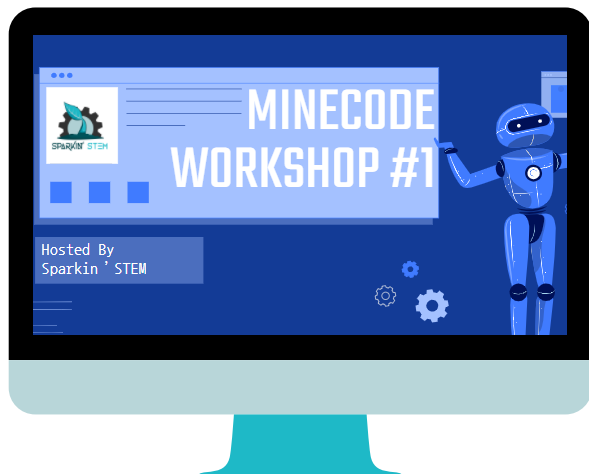 MINECODE
WORKSHOP #1
SPARKIN' STEM
Hosted By
Sparkin'STEM